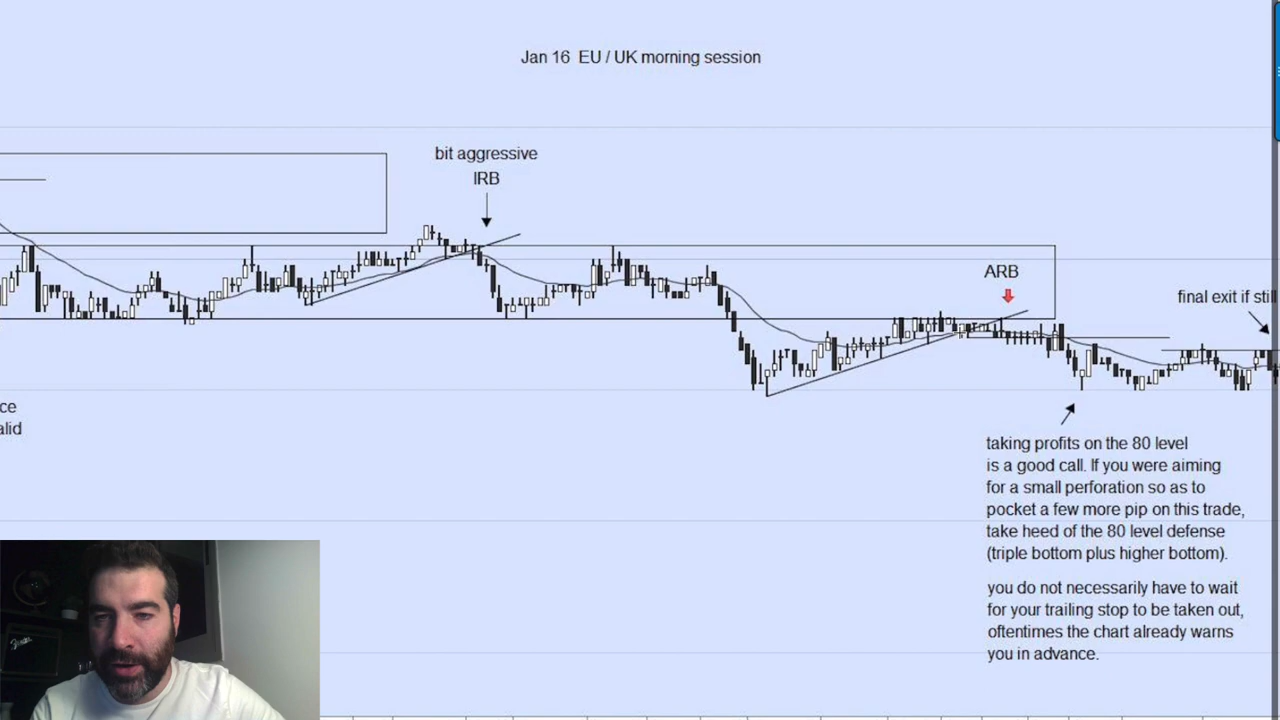 Jan 16 EU / UK morning session
bit aggressive
IRB
ARB
final exit if still
ce
alid
taking profits on the 80 level
is a good call. If you were aiming
for a small perforation so as to
pocket a few more pip on this trade,
take heed of the 80 level defense
(triple bottom plus higher bottom).
you do not necessarily have to wait
for your trailing stop to be taken out,
oftentimes the chart already warns
you in advance.
Fender